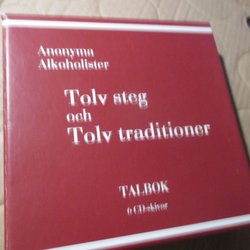 Anonyma
Alkoholister
Tolv steg
och
Tolv traditioner
TALBOK
6 CD-skivor